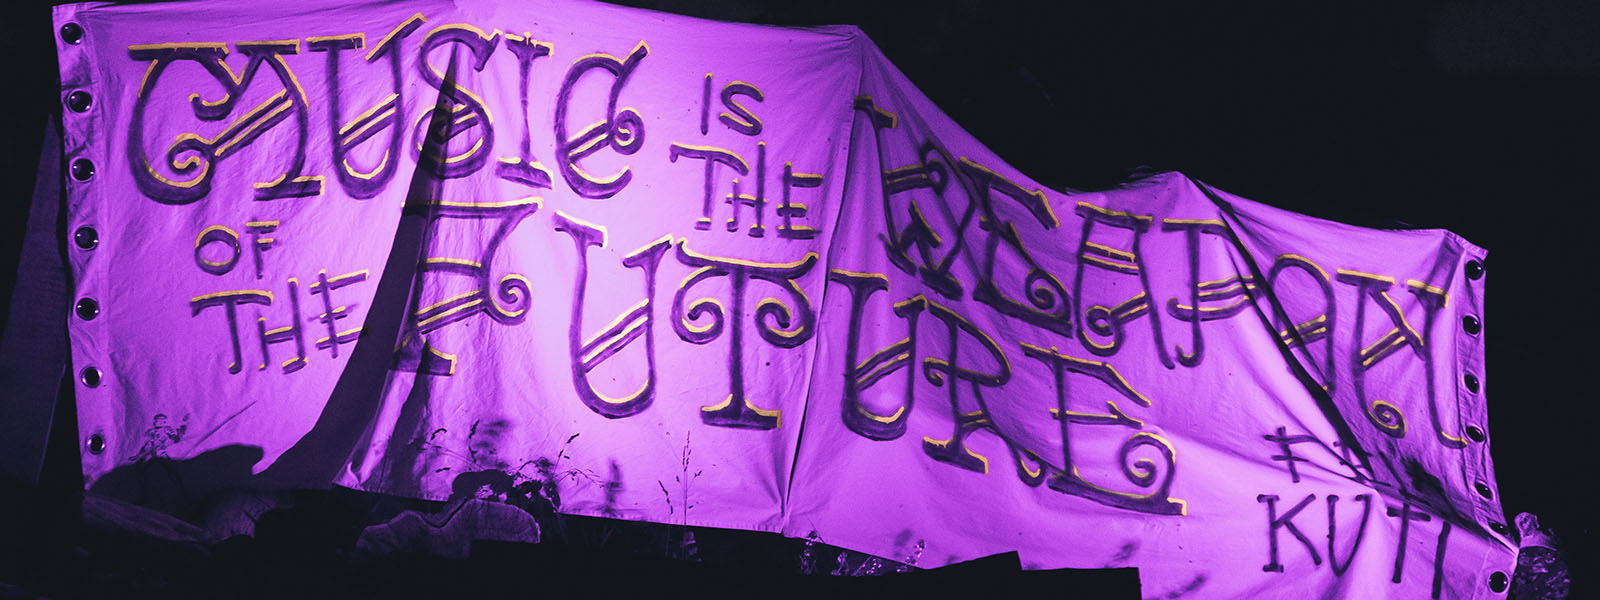 MUSIC IS THE WEAPON
OF THE FUTURE
KUTI